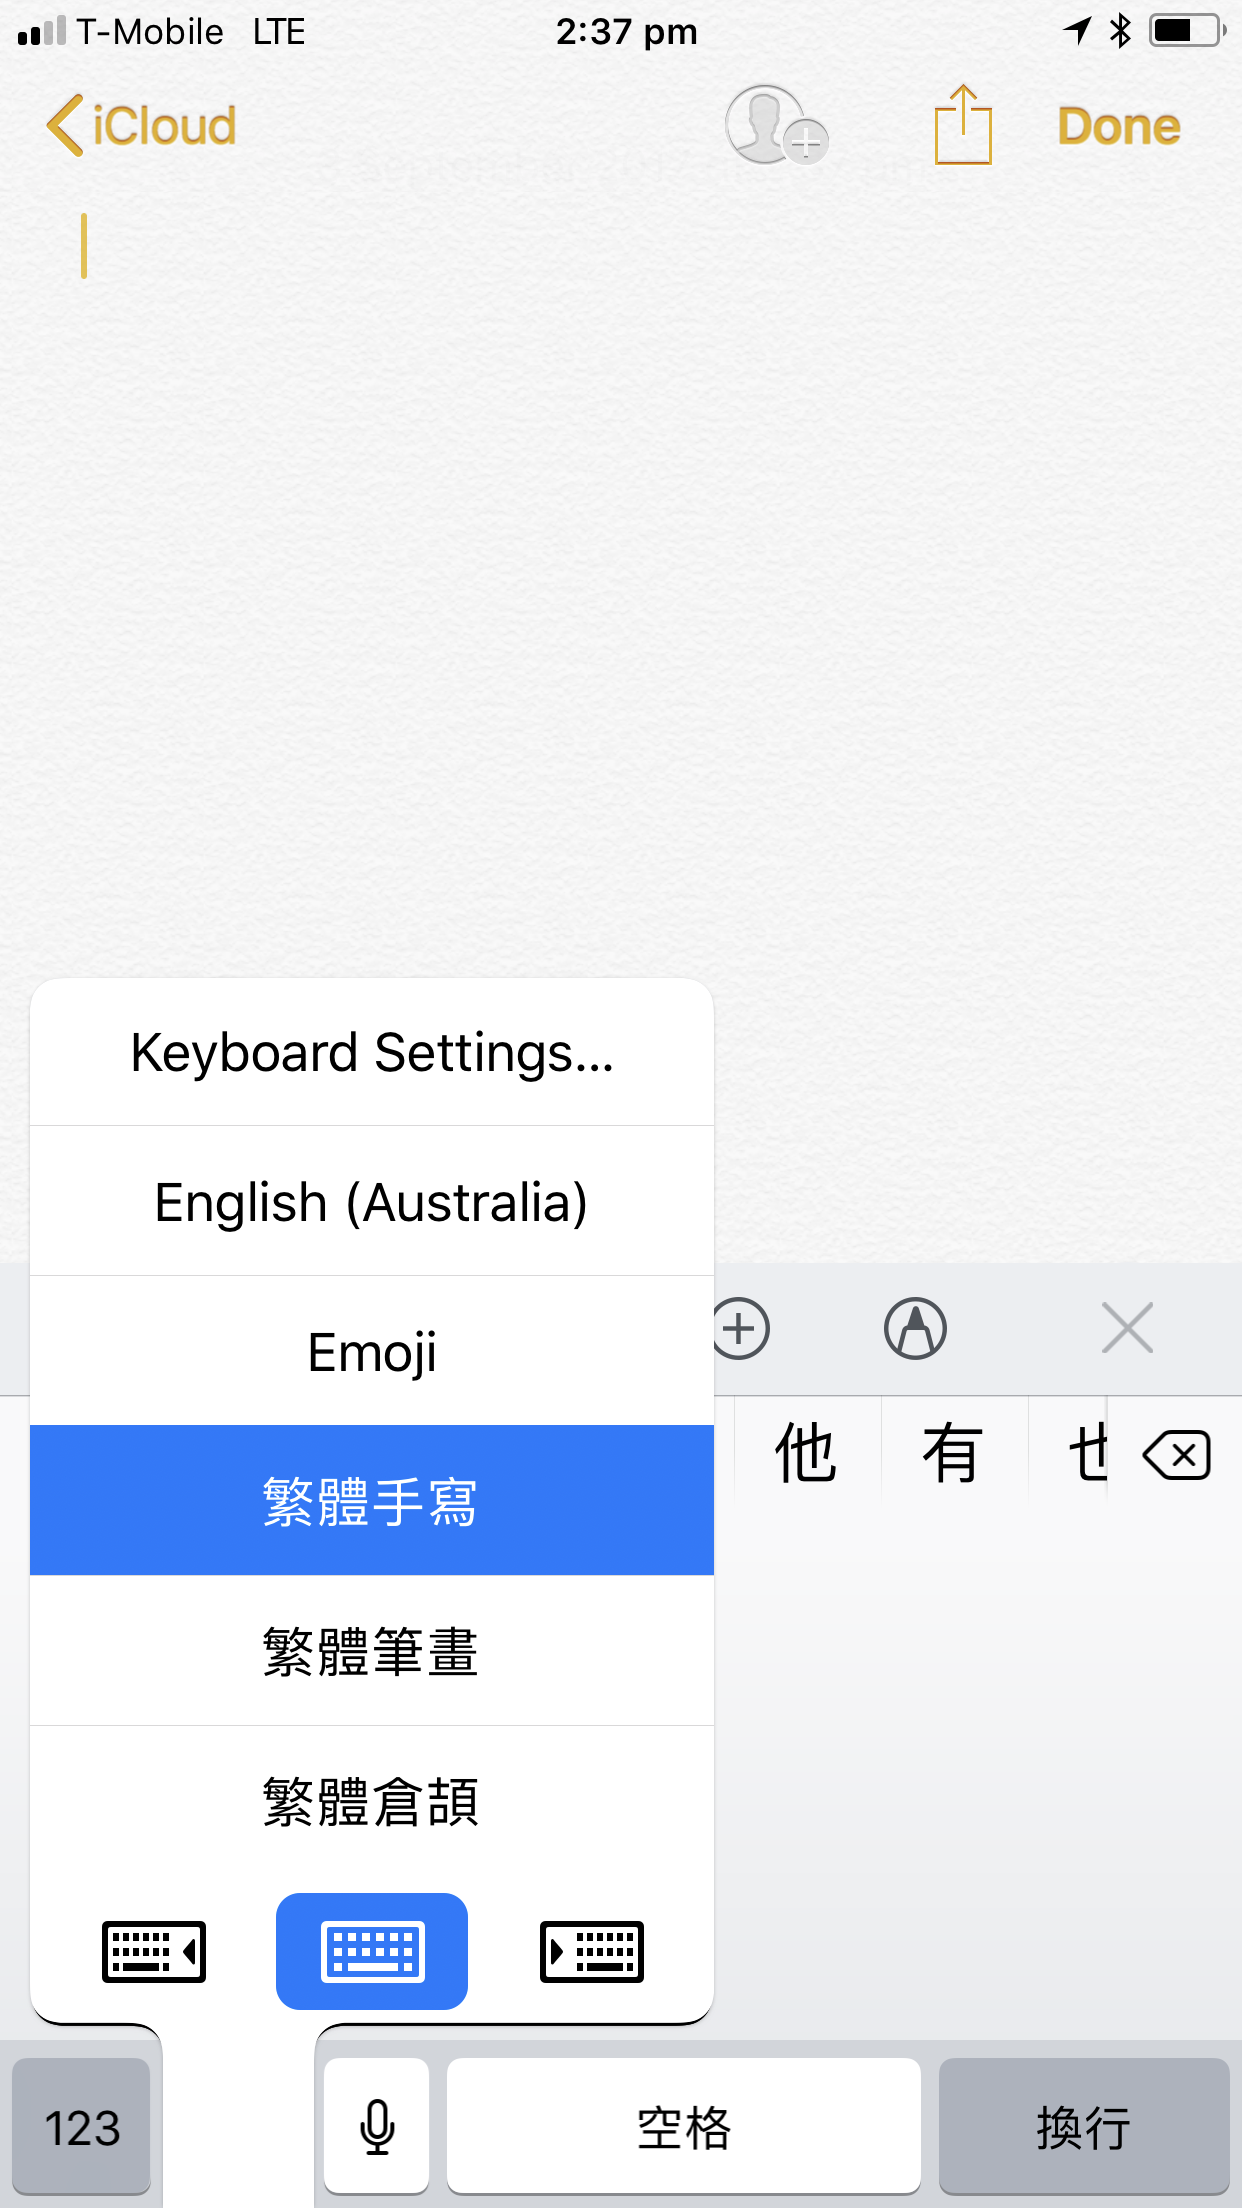 T-Mobile LTE 2:37 pm
iCloud Done
Keyboard Settings...
English (Australia)
Emoji
繁體手寫
他 有 也
繁體筆畫
繁體倉頡
123 空格 換行